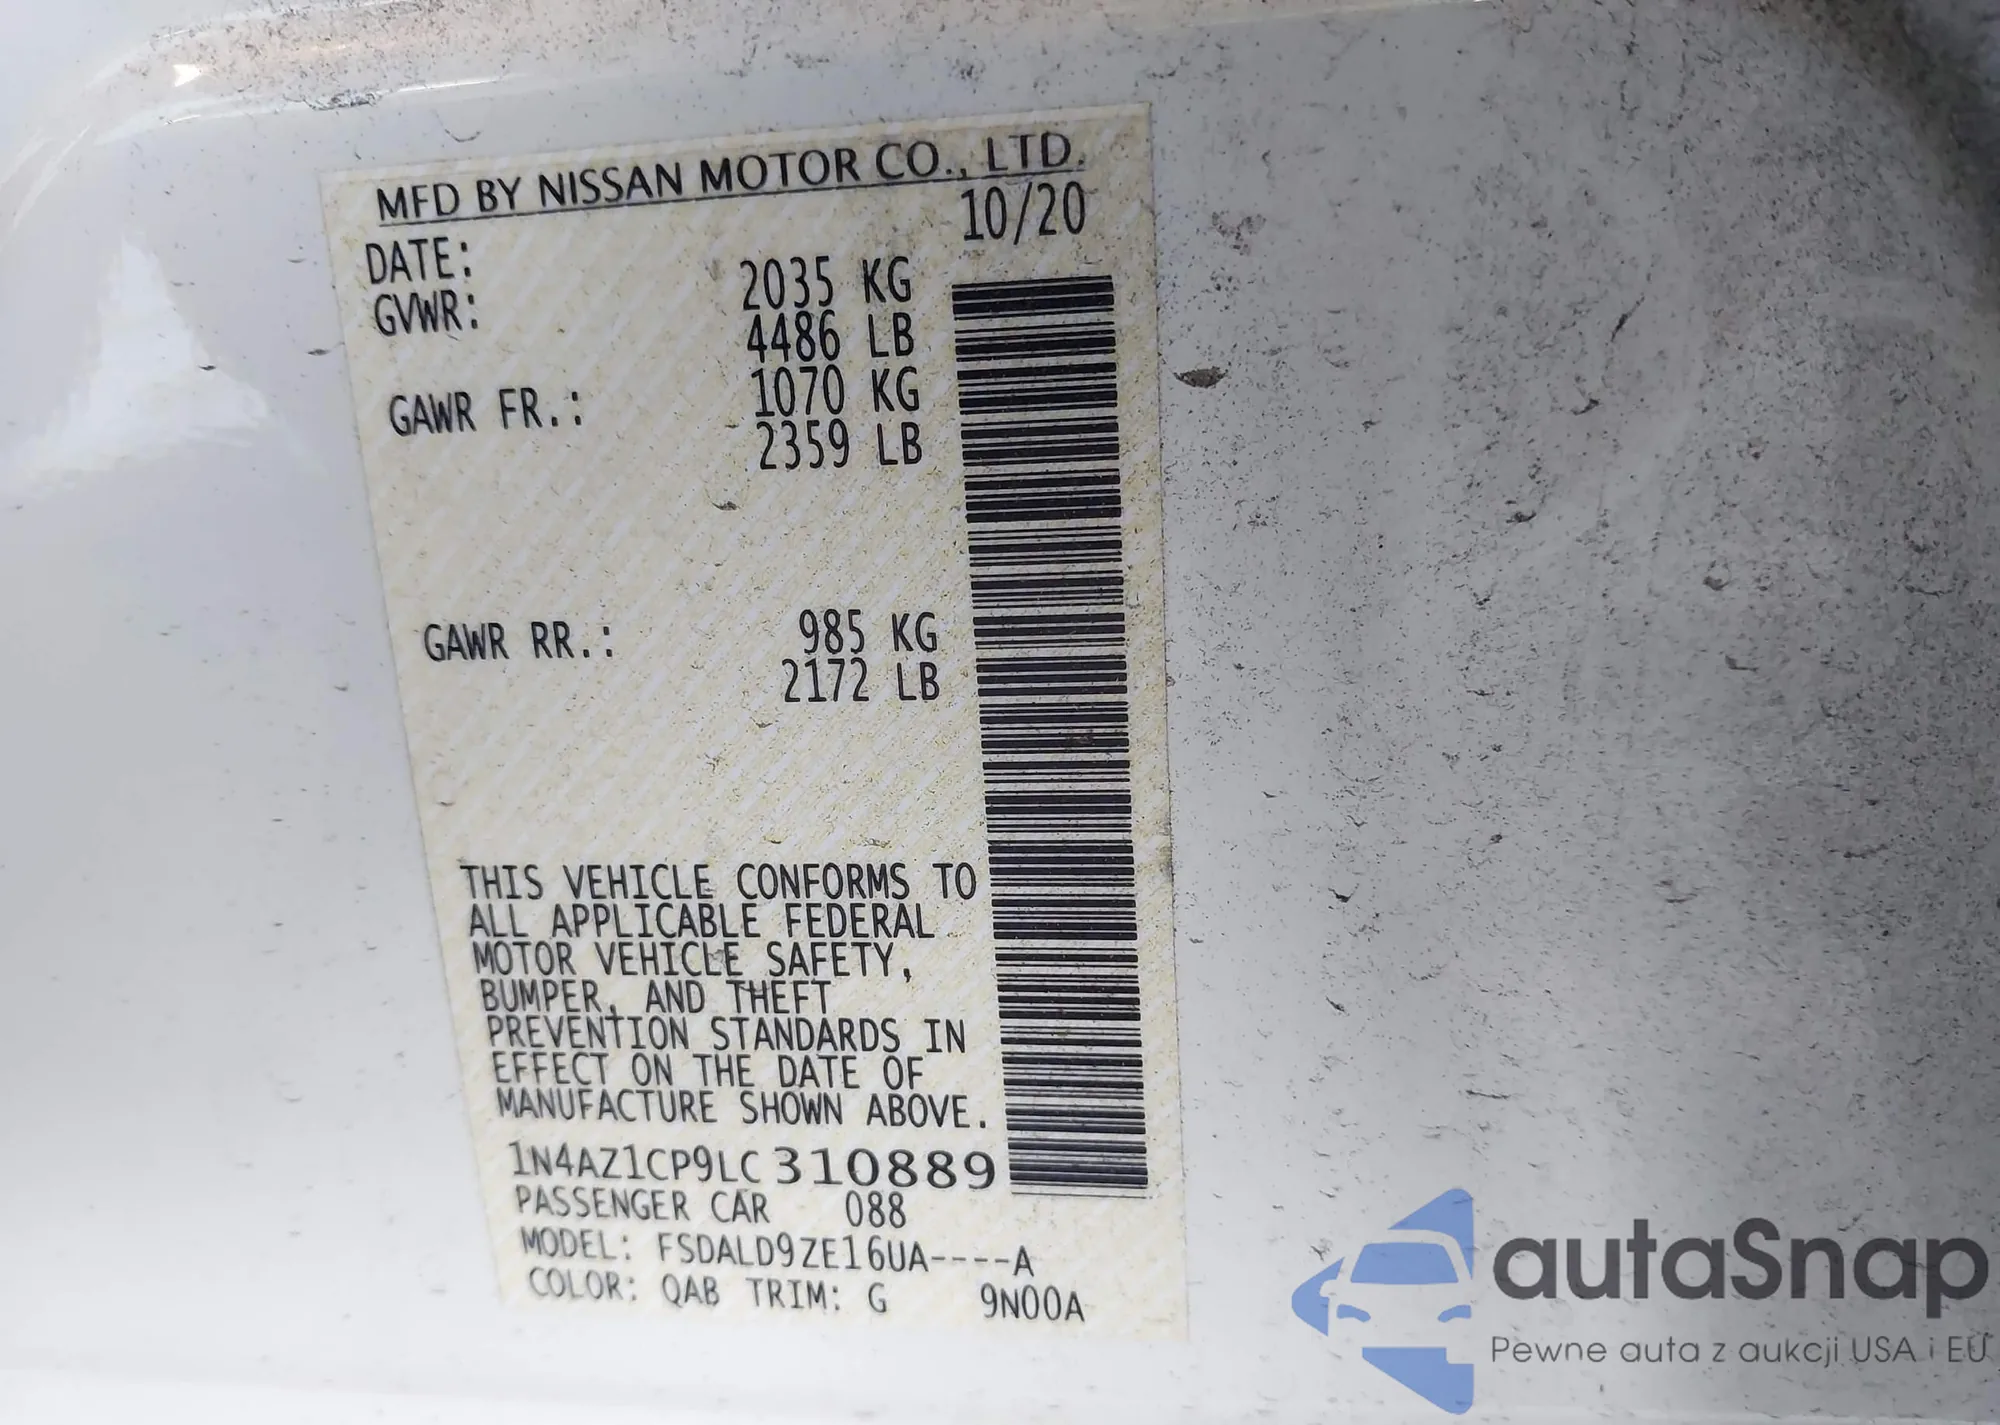 MFD BY NISSAN MOTOR CO., LTD.
DATE: 10/20
GVWR: 2035 KG
4486 LB
GAWR FR.: 1070 KG
2359 LB
GAWR RR.: 985 KG
2172 LB
THIS VEHICLE CONFORMS TO
ALL APPLICABLE FEDERAL
MOTOR VEHICLE SAFETY,
BUMPER, AND THEFT
PREVENTION STANDARDS IN
EFFECT ON THE DATE OF
MANUFACTURE SHOWN ABOVE.
1N4AZ1CP9LC310889
PASSENGER CAR 088
MODEL: FSDALD9ZE16UA----A
COLOR: QAB TRIM: G 9N00A
autaSnap
Pewne auta z aukcji USA i EU